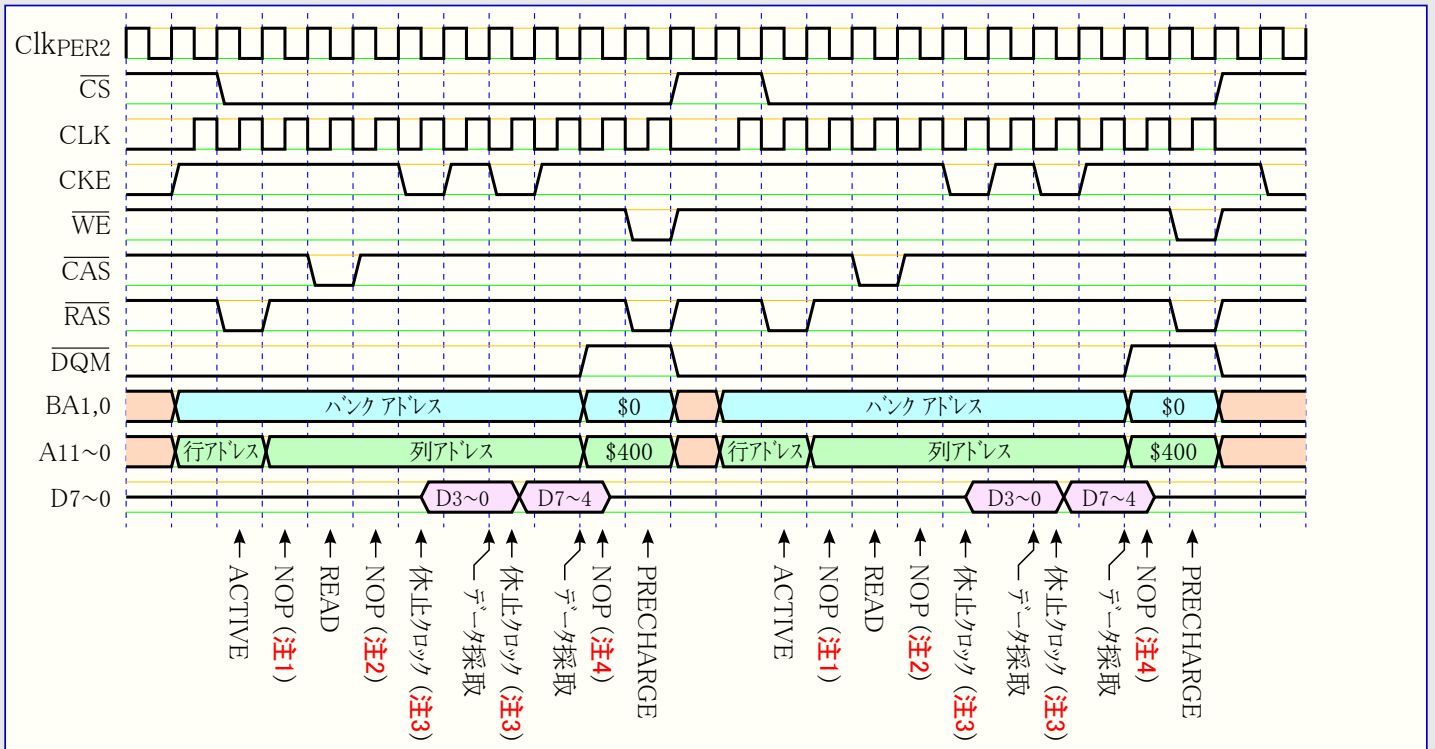 ClkPER2
CS
CLK
CKE
WE
CAS
RAS
DQM
BA1,0 バンク アドレス $0 バンク アドレス $0
A11~0 行アドレス 列アドレス $400 行アドレス 列アドレス $400
D7~0 D3~0 D7~4 D3~0 D7~4
ACTIVE
NOP (注1)
READ
NOP (注2)
休止クロック (注3)
データ採取
休止クロック (注3)
データ採取
NOP (注4)
PRECHARGE
ACTIVE
NOP (注1)
READ
NOP (注2)
休止クロック (注3)
データ採取
休止クロック (注3)
データ採取
NOP (注4)
PRECHARGE